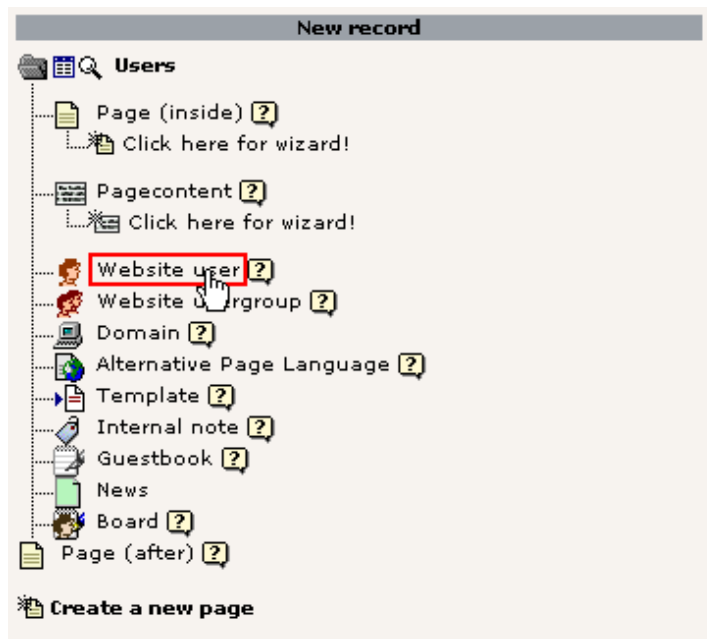 New record
Users
Page (inside) ?
Click here for wizard!
Pagecontent ?
Click here for wizard!
Website user ?
Website usergroup ?
Domain ?
Alternative Page Language ?
Template ?
Internal note ?
Guestbook ?
News
Board ?
Page (after) ?
Create a new page